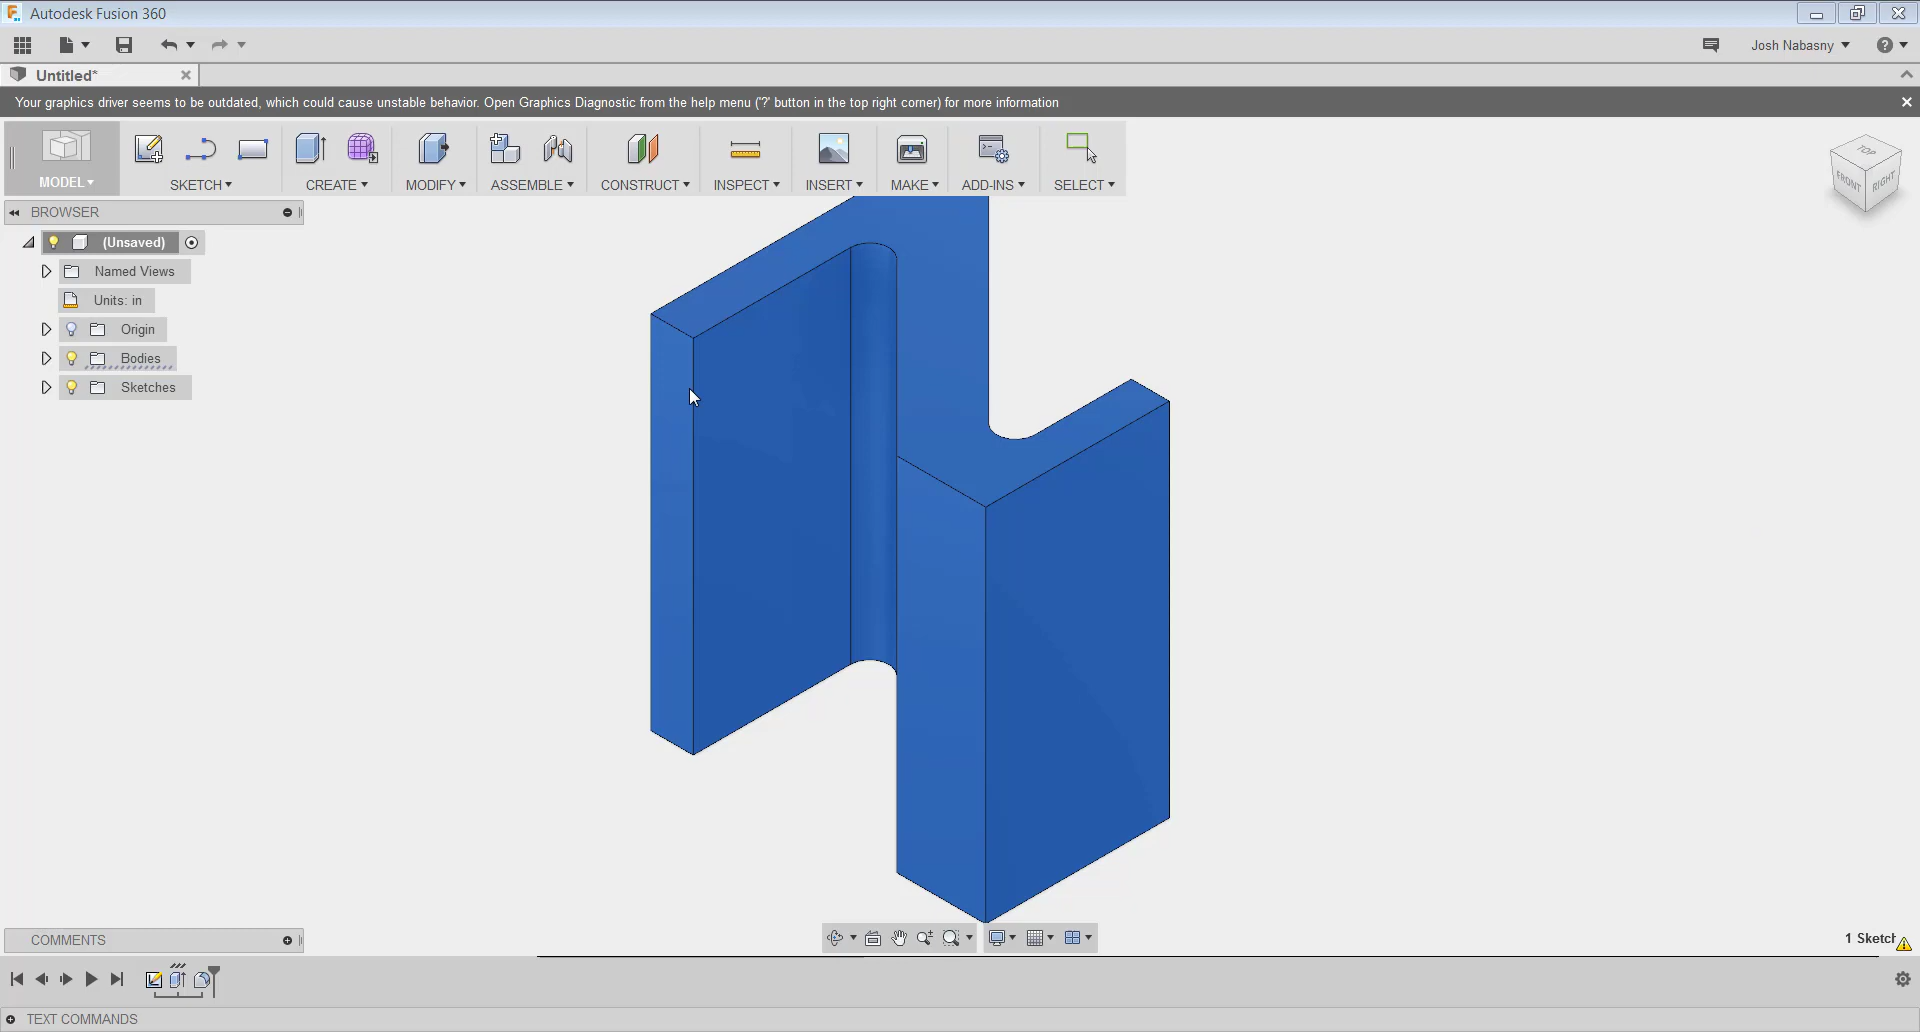 Autodesk Fusion 360
Josh Nabasny
Untitled*
Your graphics driver seems to be outdated, which could cause unstable behavior. Open Graphics Diagnostic from the help menu ('?' button in the top right corner) for more information
MODEL
SKETCH
CREATE
MODIFY
ASSEMBLE
CONSTRUCT
INSPECT
INSERT
MAKE
ADD-INS
SELECT
TOP
FRONT
RIGHT
BROWSER
(Unsaved)
Named Views
Units: in
Origin
Bodies
Sketches
COMMENTS
1 Sketch
TEXT COMMANDS